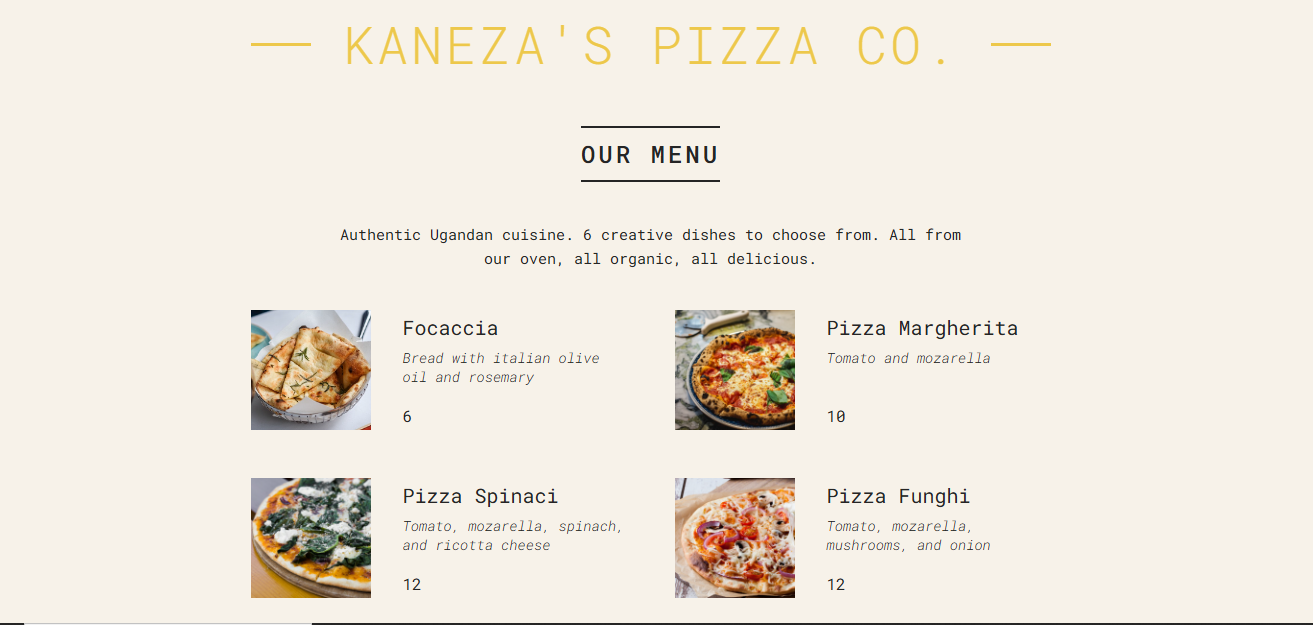 KANEZA'S PIZZA CO.
OUR MENU
Authentic Ugandan cuisine. 6 creative dishes to choose from. All from
our oven, all organic, all delicious.
Focaccia
Bread with italian olive
oil and rosemary
6
Pizza Margherita
Tomato and mozarella
10
Pizza Spinaci
Tomato, mozarella, spinach,
and ricotta cheese
12
Pizza Funghi
Tomato, mozarella,
mushrooms, and onion
12